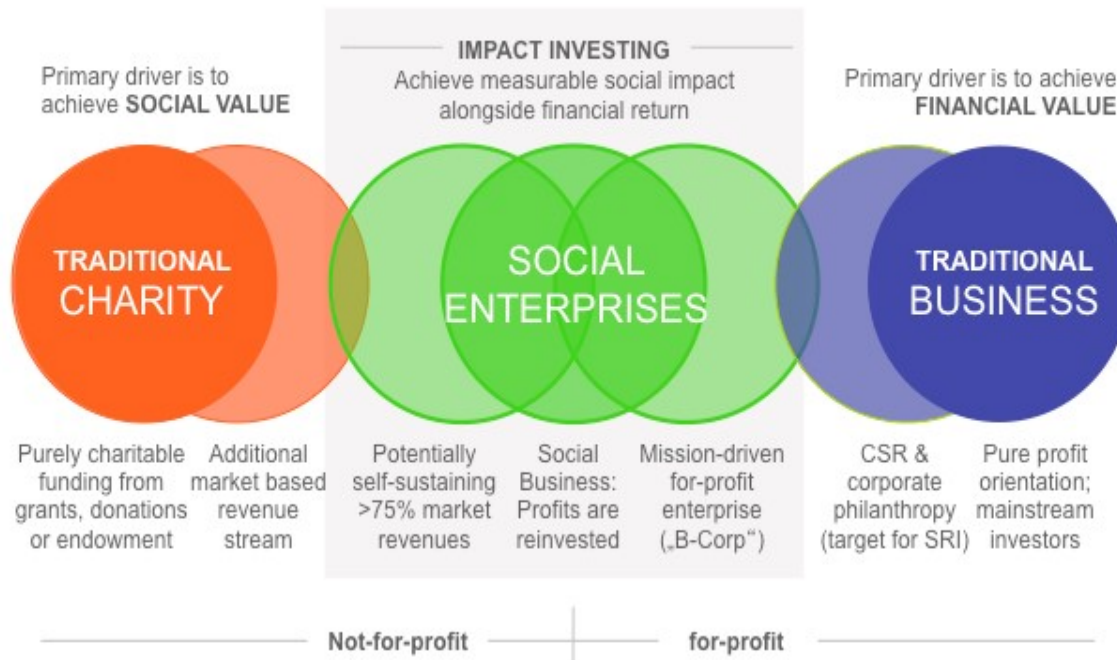 IMPACT INVESTING
Achieve measurable social impact
alongside financial return
Primary driver is to
achieve SOCIAL VALUE
Primary driver is to achieve
FINANCIAL VALUE
TRADITIONAL
CHARITY
SOCIAL
ENTERPRISES
TRADITIONAL
BUSINESS
Purely charitable
funding from
grants, donations
or endowment
Additional
market based
revenue
stream
Potentially
self-sustaining
>75% market
revenues
Social
Business:
Profits are
reinvested
Mission-driven
for-profit
enterprise
(„B-Corp“)
CSR &
corporate
philanthropy
(target for SRI)
Pure profit
orientation;
mainstream
investors
Not-for-profit
for-profit